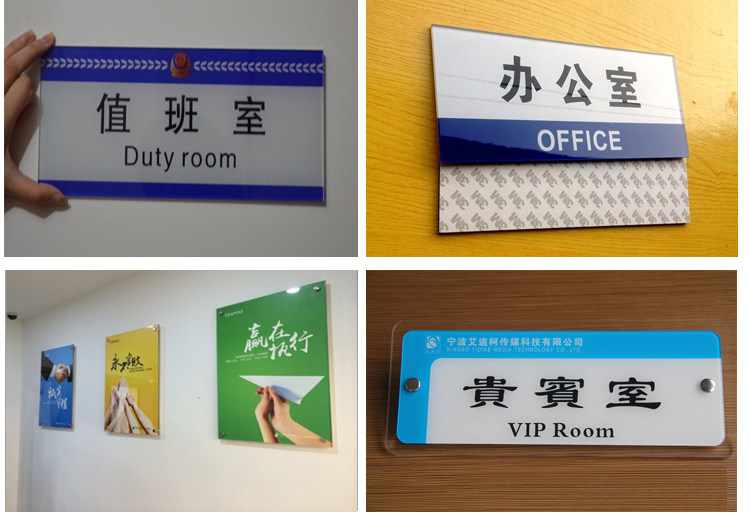 值班室
Duty room
办公室
OFFICE
赢在
执行
宁波艾迪柯传媒科技有限公司
NINGBO YIDIKE MEDIA TECHNOLOGY CO.,LTD
貴賓室
VIP Room